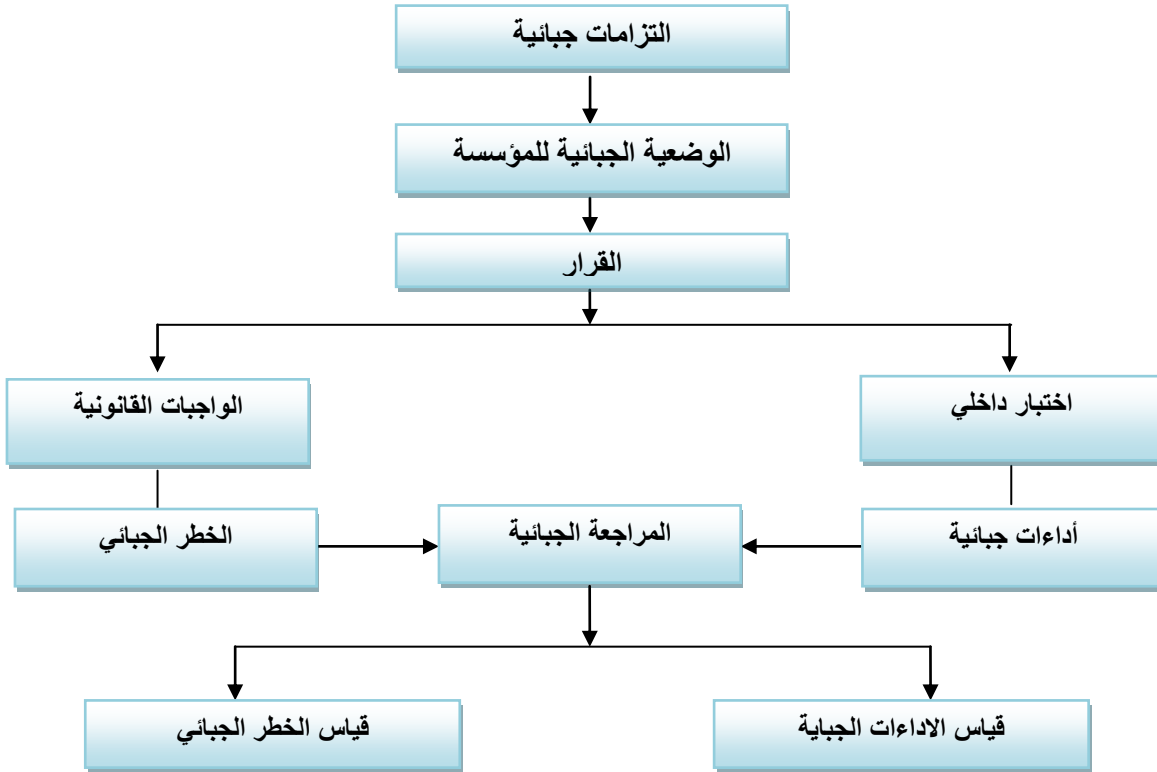 التزامات جبائية
الوضعية الجبائية للمؤسسة
القرار
اختبار داخلي
الواجبات القانونية
أداءات جبائية
المراجعة الجبائية
الخطر الجبائي
قياس الاداءات الجباية
قياس الخطر الجبائي